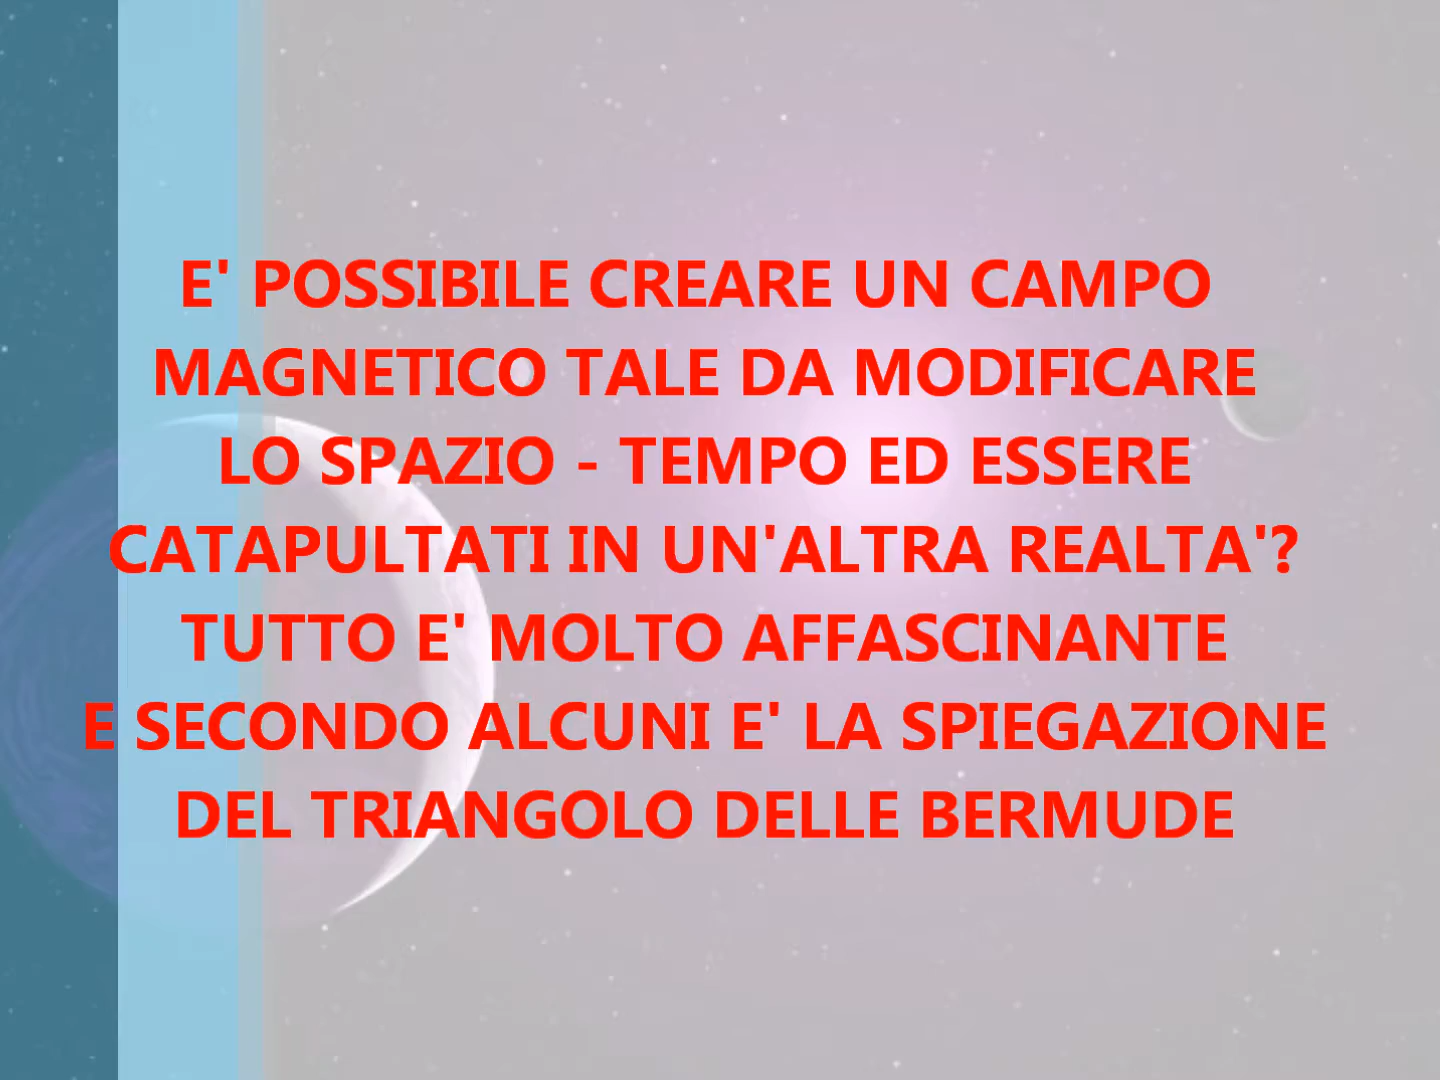 E' POSSIBILE CREARE UN CAMPO
MAGNETICO TALE DA MODIFICARE
LO SPAZIO - TEMPO ED ESSERE
CATAPULTATI IN UN'ALTRA REALTA'?
TUTTO E' MOLTO AFFASCINANTE
E SECONDO ALCUNI E' LA SPIEGAZIONE
DEL TRIANGOLO DELLE BERMUDE